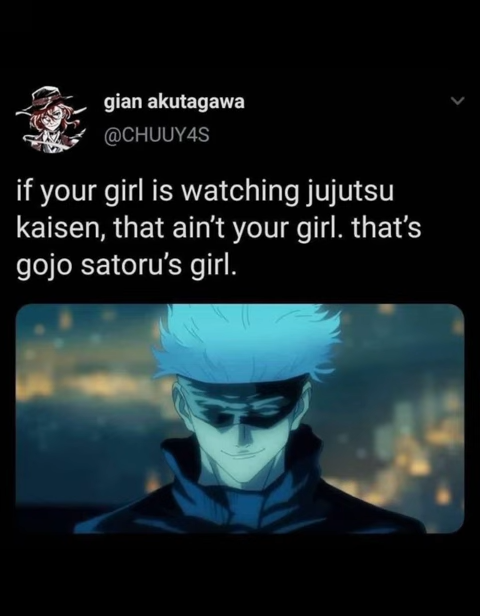 gian akutagawa
@CHUUY4S
if your girl is watching jujutsu
kaisen, that ain’t your girl. that’s
gojo satoru’s girl.